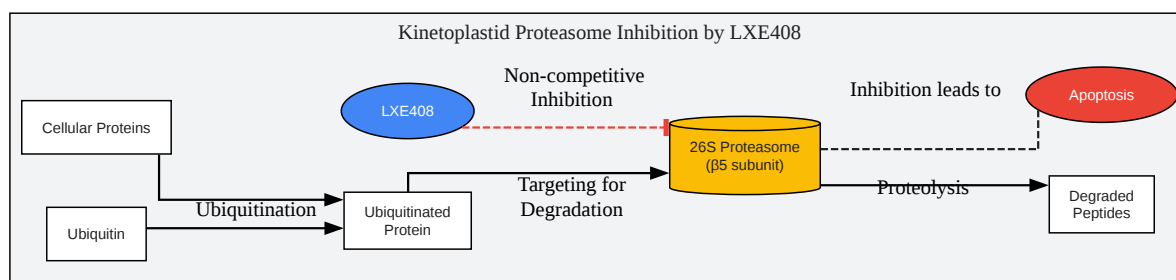 Kinetoplastid Proteasome Inhibition by LXE408
Non-competitive
Inhibition
Inhibition leads to
LXE408
Apoptosis
Cellular Proteins
26S Proteasome
(β5 subunit)
Ubiquitination
Targeting for
Degradation
Proteolysis
Ubiquitin
Ubiquitinated
Protein
Degraded
Peptides